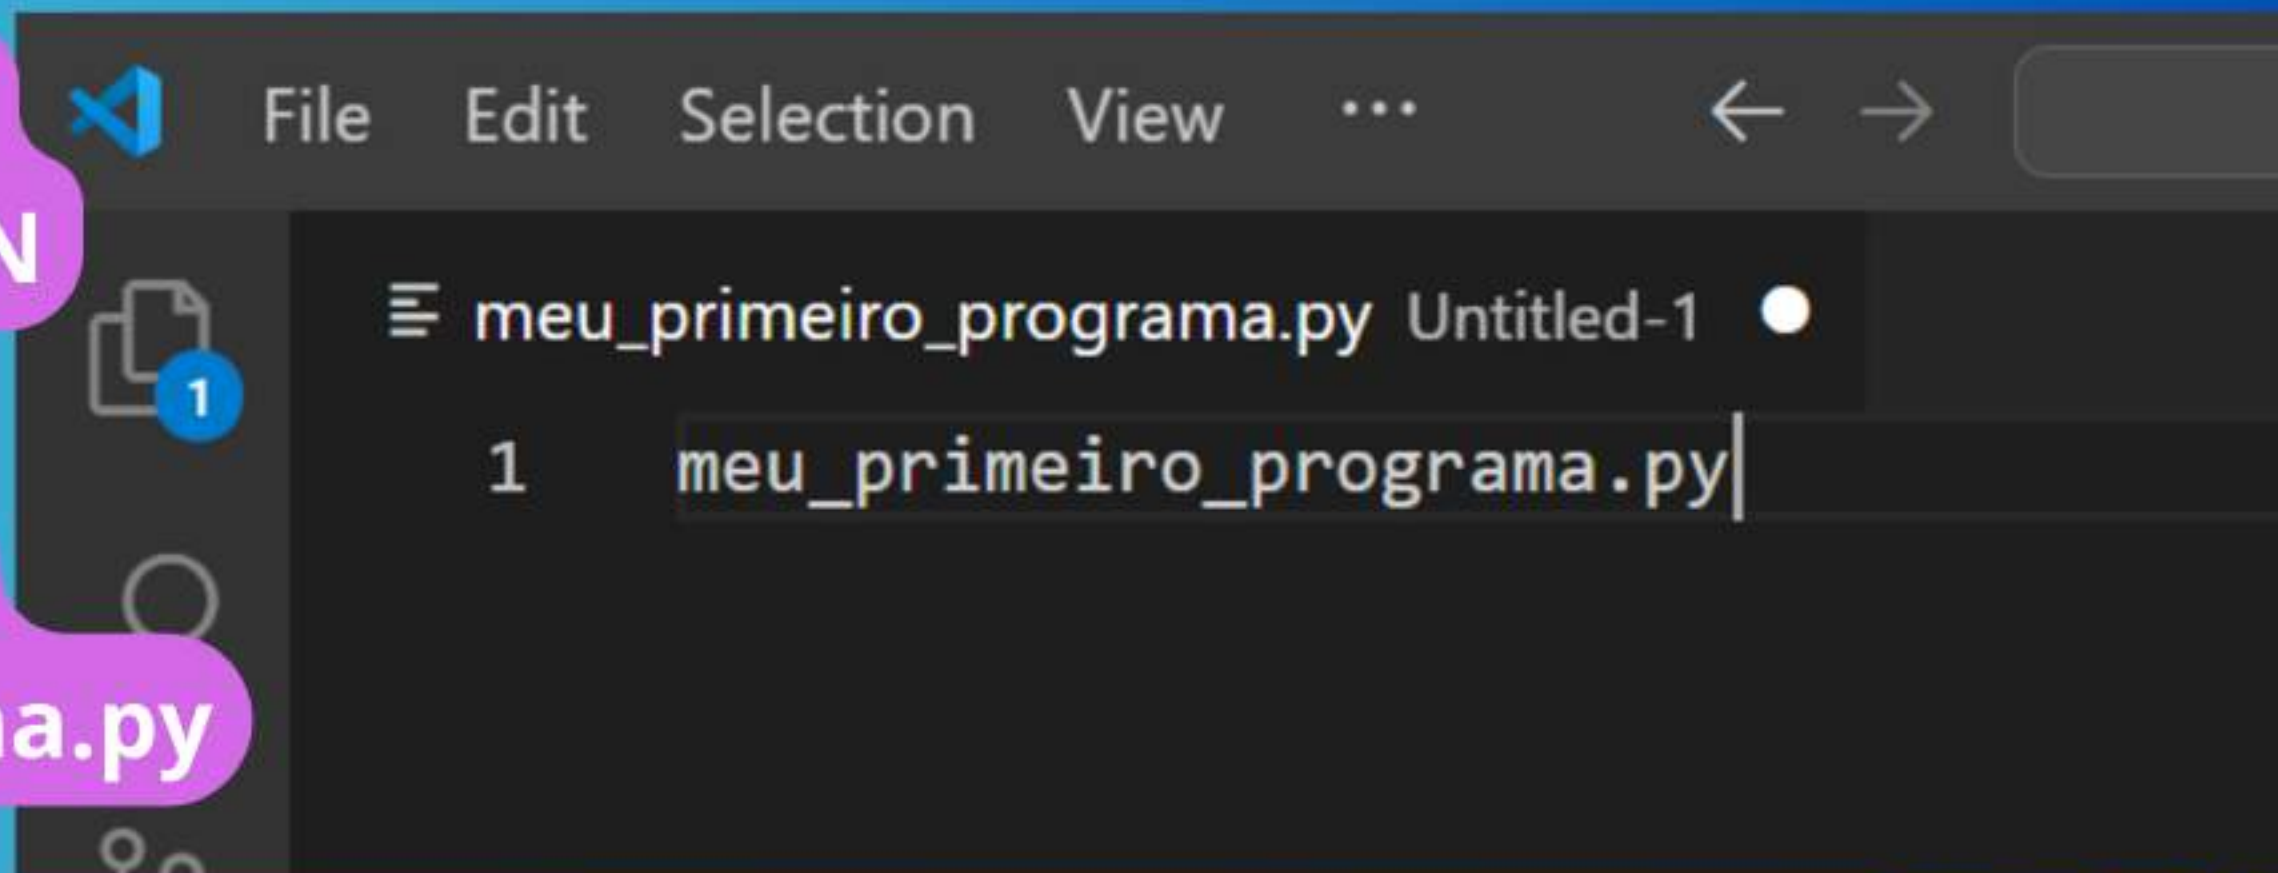 File Edit Selection View ...
N
meu_primeiro_programa.py Untitled-1
1
1 meu_primeiro_programa.py
a.py